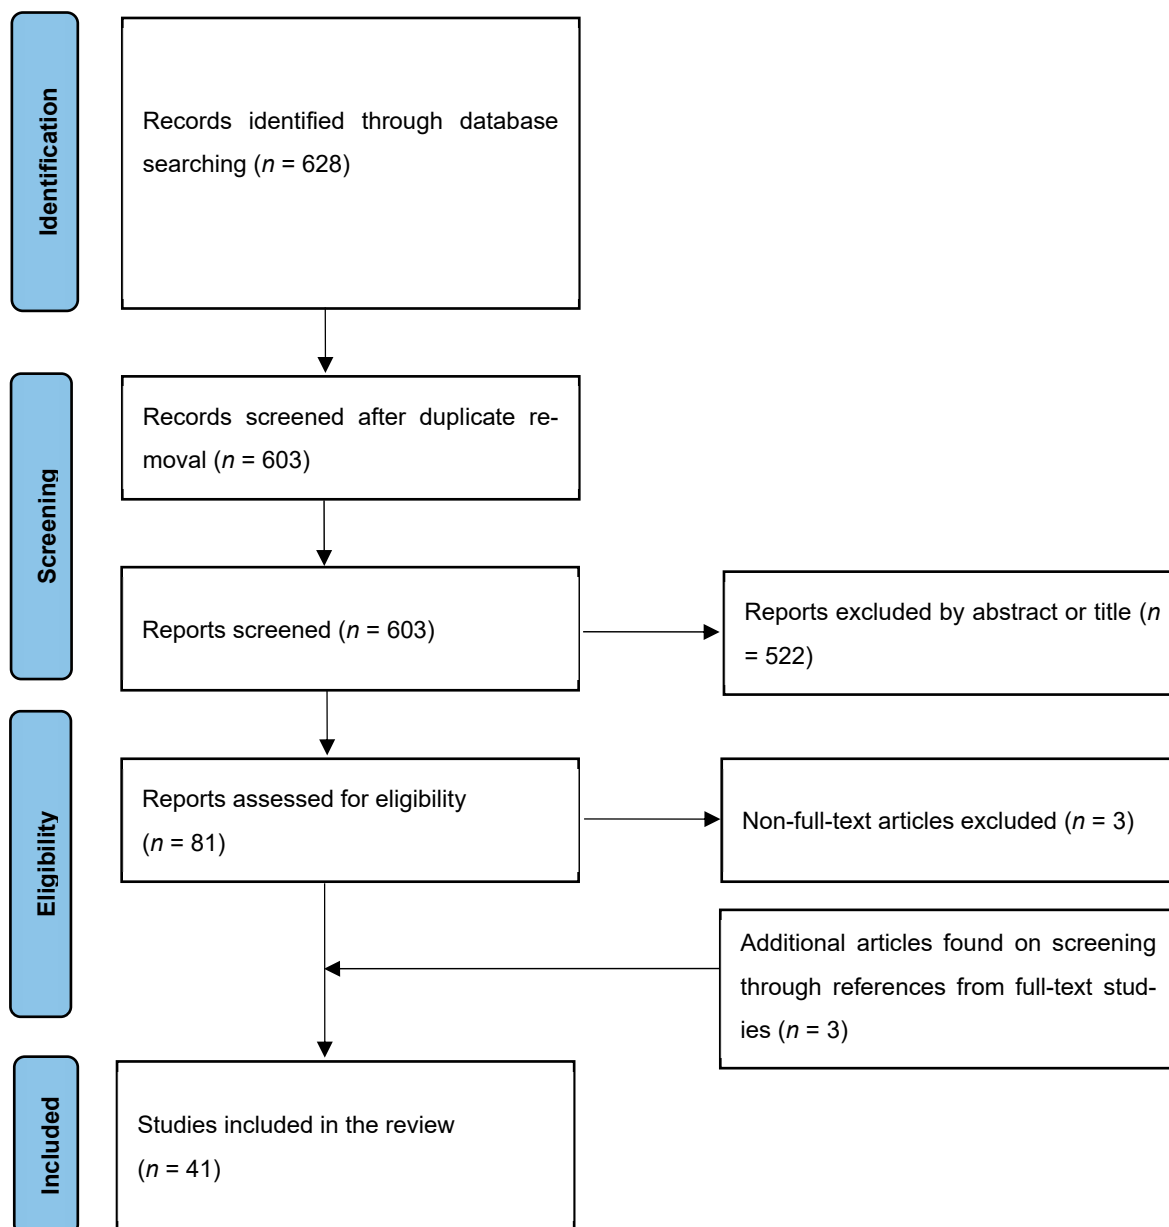 Identification
Records identified through database
searching (n = 628)
Screening
Records screened after duplicate re-
moval (n = 603)
Reports screened (n = 603)
Reports excluded by abstract or title (n
= 522)
Eligibility
Reports assessed for eligibility
(n = 81)
Non-full-text articles excluded (n = 3)
Additional articles found on screening
through references from full-text stud-
ies (n = 3)
Included
Studies included in the review
(n = 41)